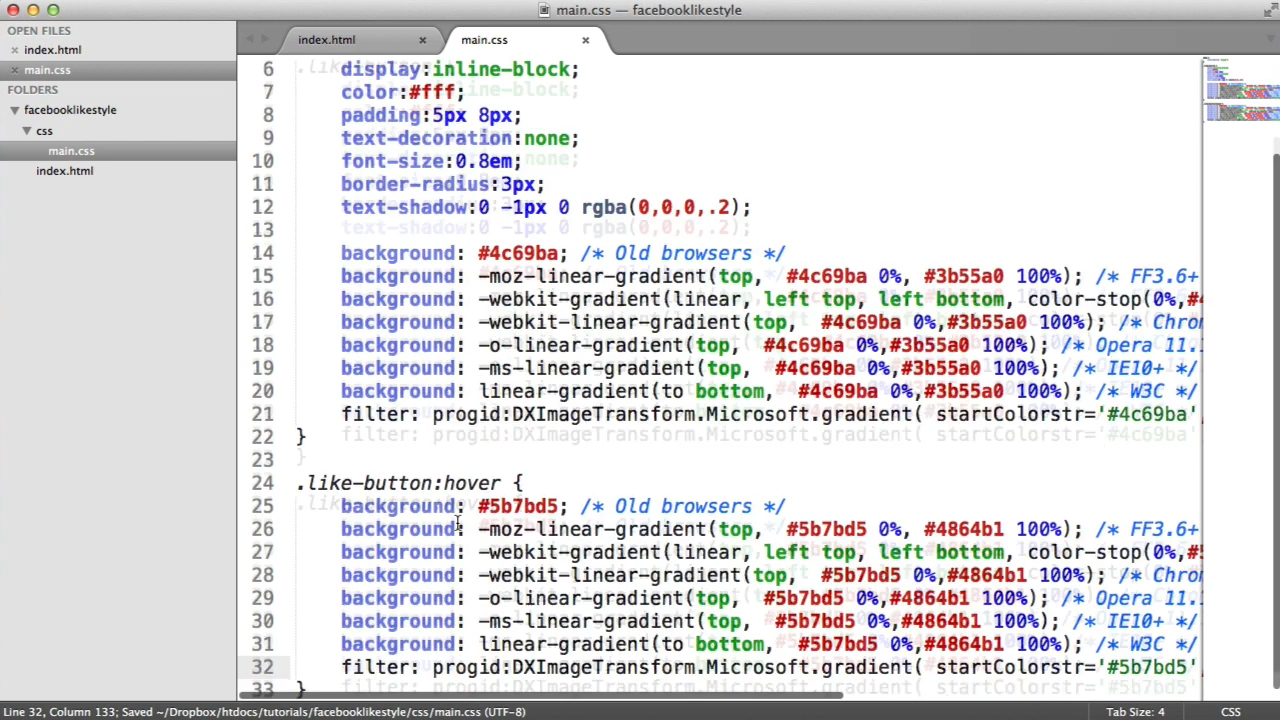 main.css — facebooklikestyle
OPEN FILES
index.html
main.css
FOLDERS
facebooklikestyle
css
main.css
index.html
index.html
main.css
6 display:inline-block;
7 color:#fff;
8 padding:5px 8px;
9 text-decoration:none;
10 font-size:0.8em;
11 border-radius:3px;
12 text-shadow:0 -1px 0 rgba(0,0,0,.2);
13
14 background: #4c69ba; /* Old browsers */
15 background: -moz-linear-gradient(top, #4c69ba 0%, #3b55a0 100%); /* FF3.6+
16 background: -webkit-gradient(linear, left top, left bottom, color-stop(0%,#4
17 background: -webkit-linear-gradient(top, #4c69ba 0%,#3b55a0 100%); /* Chro
18 background: -o-linear-gradient(top, #4c69ba 0%,#3b55a0 100%); /* Opera 11.1
19 background: -ms-linear-gradient(top, #4c69ba 0%,#3b55a0 100%); /* IE10+ */
20 background: linear-gradient(to bottom, #4c69ba 0%,#3b55a0 100%); /* W3C */
21 filter: progid:DXImageTransform.Microsoft.gradient( startColorstr='#4c69ba'
22 }
23
24 .like-button:hover {
25 background: #5b7bd5; /* Old browsers */
26 background: -moz-linear-gradient(top, #5b7bd5 0%, #4864b1 100%); /* FF3.6+
27 background: -webkit-gradient(linear, left top, left bottom, color-stop(0%,#5
28 background: -webkit-linear-gradient(top, #5b7bd5 0%,#4864b1 100%); /* Chro
29 background: -o-linear-gradient(top, #5b7bd5 0%,#4864b1 100%); /* Opera 11.1
30 background: -ms-linear-gradient(top, #5b7bd5 0%,#4864b1 100%); /* IE10+ */
31 background: linear-gradient(to bottom, #5b7bd5 0%,#4864b1 100%); /* W3C */
32 filter: progid:DXImageTransform.Microsoft.gradient( startColorstr='#5b7bd5'
33 }
Line 32, Column 133; Saved ~/Dropbox/htdocs/tutorials/facebooklikestyle/css/main.css (UTF-8)
Tab Size: 4
CSS